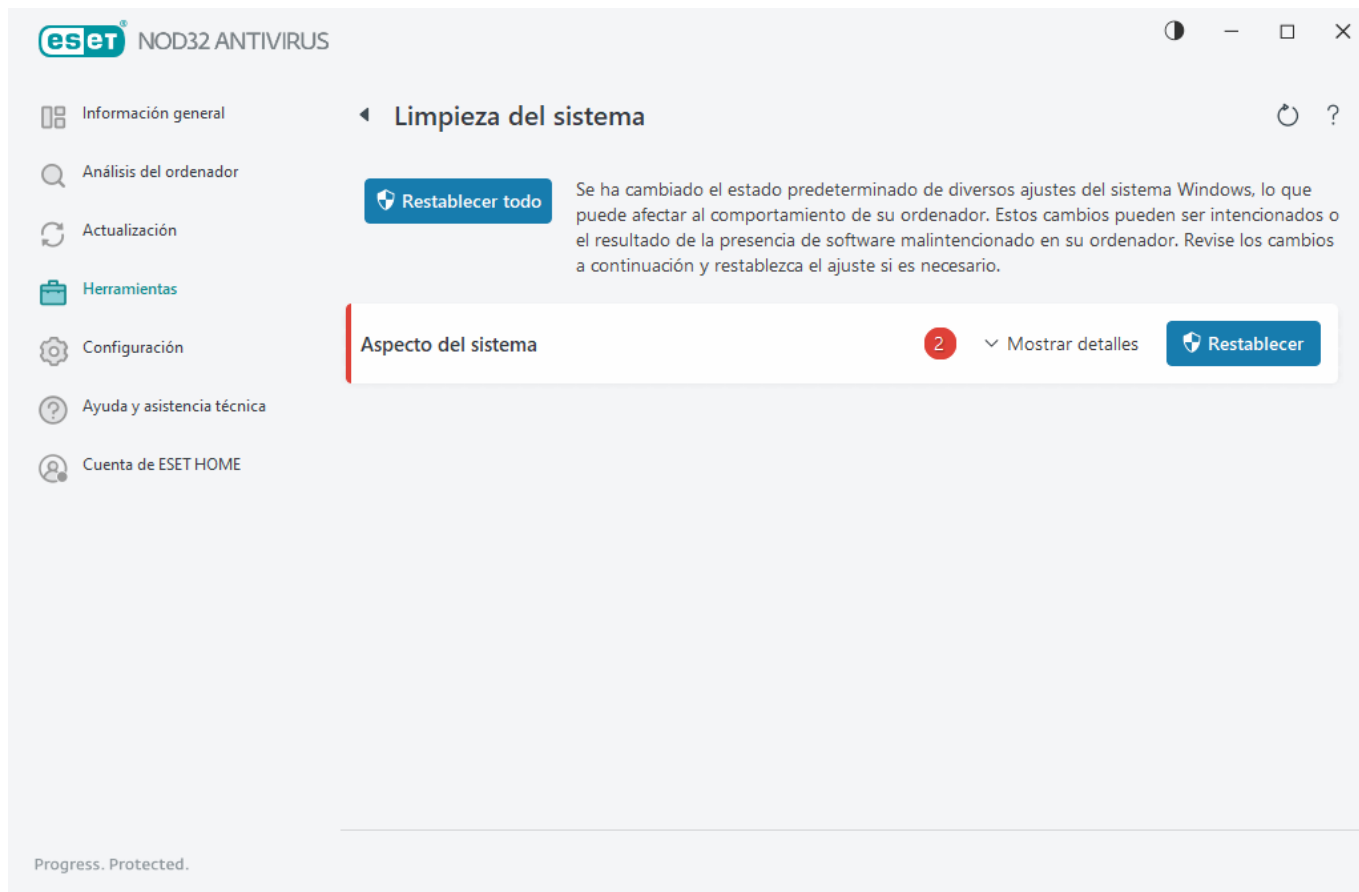 eset® NOD32 ANTIVIRUS
Información general
Análisis del ordenador
Actualización
Herramientas
Configuración
Ayuda y asistencia técnica
Cuenta de ESET HOME
Limpieza del sistema
?
Restablecer todo
Se ha cambiado el estado predeterminado de diversos ajustes del sistema Windows, lo que
puede afectar al comportamiento de su ordenador. Estos cambios pueden ser intencionados o
el resultado de la presencia de software malintencionado en su ordenador. Revise los cambios
a continuación y restablezca el ajuste si es necesario.
Aspecto del sistema 2 Mostrar detalles Restablecer
Progress. Protected.